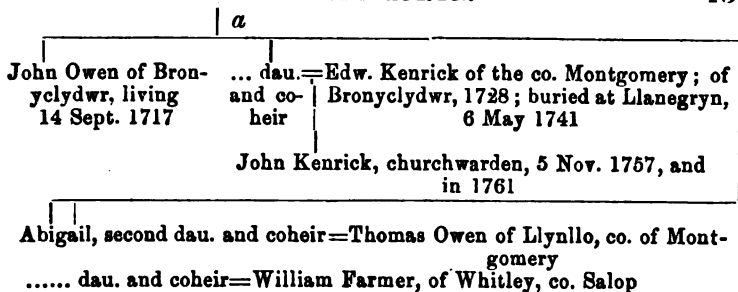 a
John Owen of Bron-
yclydwr, living
14 Sept. 1717
... dau.=Edw. Kenrick of the co. Montgomery; of
and co- Bronyclydwr, 1728; buried at Llanegryn,
heir 6 May 1741
John Kenrick, churchwarden, 5 Nov. 1757, and
in 1761
Abigail, second dau. and coheir=Thomas Owen of Llynllo, co. of Mont-
gomery
...... dau. and coheir=William Farmer, of Whitley, co. Salop